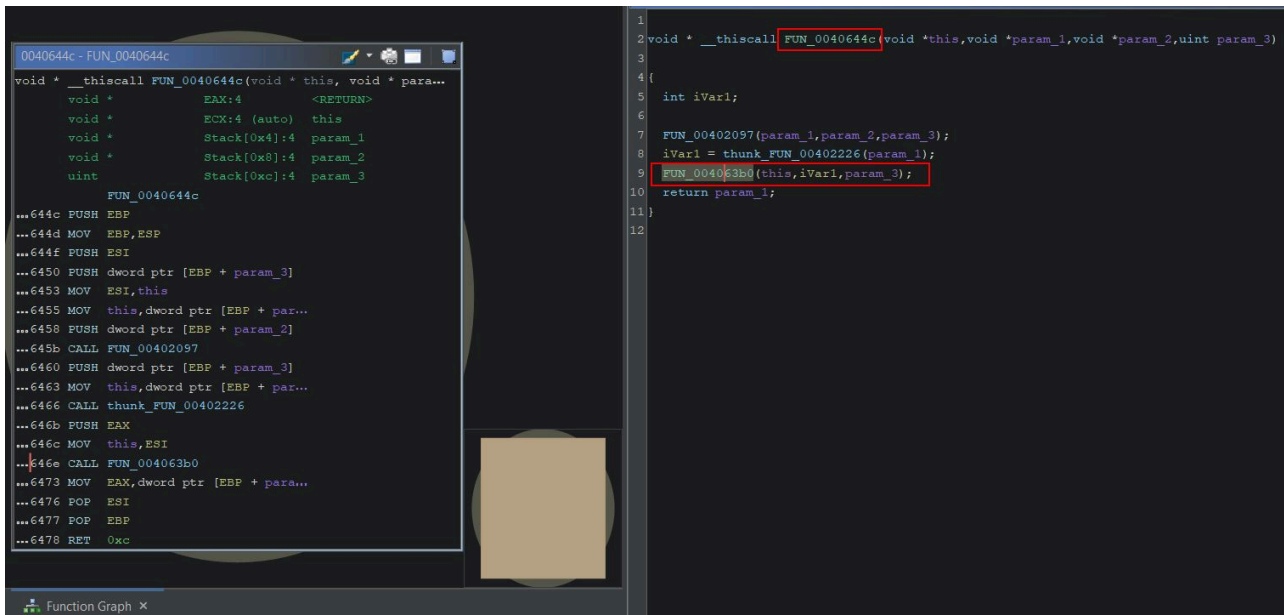 0040644c - FUN_0040644c
void * __thiscall FUN_0040644c(void * this, void * para...
void * EAX:4 <RETURN>
void * ECX:4 (auto) this
void * Stack[0x4]:4 param_1
void * Stack[0x8]:4 param_2
uint Stack[0xc]:4 param_3
FUN_0040644c
...644c PUSH EBP
...644d MOV EBP,ESP
...644f PUSH ESI
...6450 PUSH dword ptr [EBP + param_3]
...6453 MOV ESI,this
...6455 MOV this,dword ptr [EBP + par...
...6458 PUSH dword ptr [EBP + param_2]
...645b CALL FUN_00402097
...6460 PUSH dword ptr [EBP + param_3]
...6463 MOV this,dword ptr [EBP + par...
...6466 CALL thunk_FUN_00402226
...646b PUSH EAX
...646c MOV this,ESI
...646e CALL FUN_004063b0
...6473 MOV EAX,dword ptr [EBP + para...
...6476 POP ESI
...6477 POP EBP
...6478 RET 0xc
Function Graph ×
1
2 void * __thiscall FUN_0040644c(void *this,void *param_1,void *param_2,uint param_3)
3
4 {
5 int iVar1;
6
7 FUN_00402097(param_1,param_2,param_3);
8 iVar1 = thunk_FUN_00402226(param_1);
9 FUN_004063b0(this,iVar1,param_3);
10 return param_1;
11 }
12